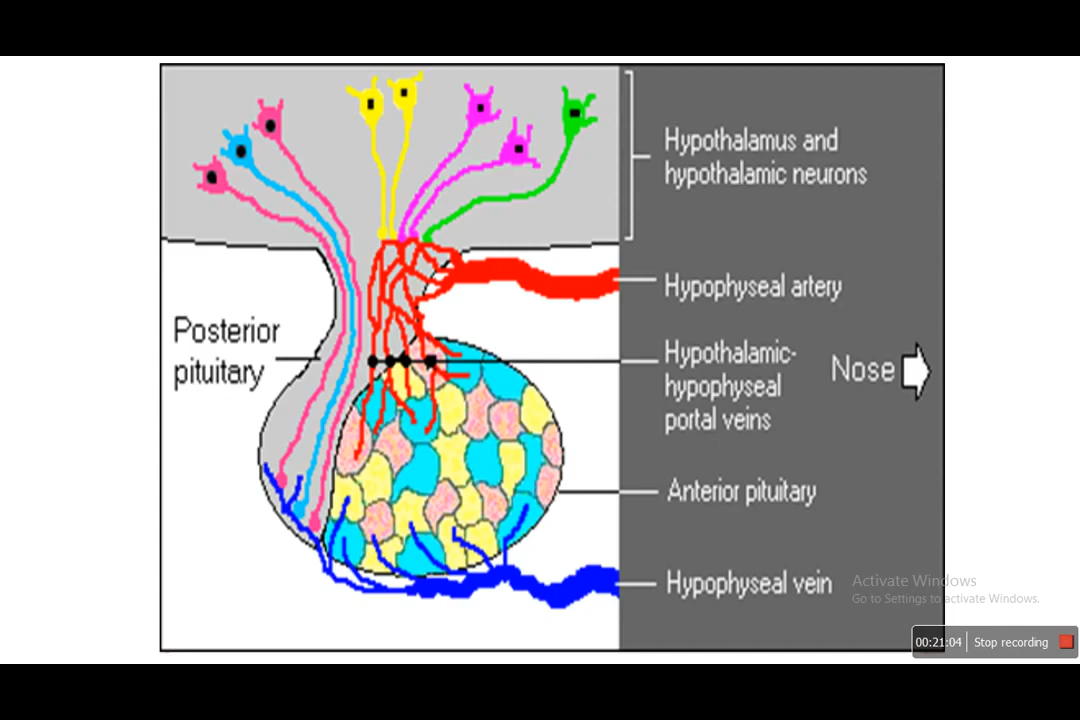 Hypothalamus and
hypothalamic neurons
Hypophyseal artery
Posterior
pituitary
Hypothalamic-
hypophyseal
portal veins
Nose
Anterior pituitary
Hypophyseal vein
Activate Windows
Go to Settings to activate Windows.
00:21:04 Stop recording